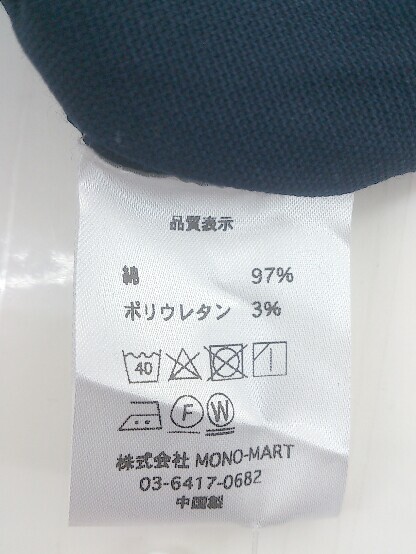 品質表示
綿 97%
ポリウレタン 3%
40
F W
株式会社 MONO-MART
03-6417-0682
中国製